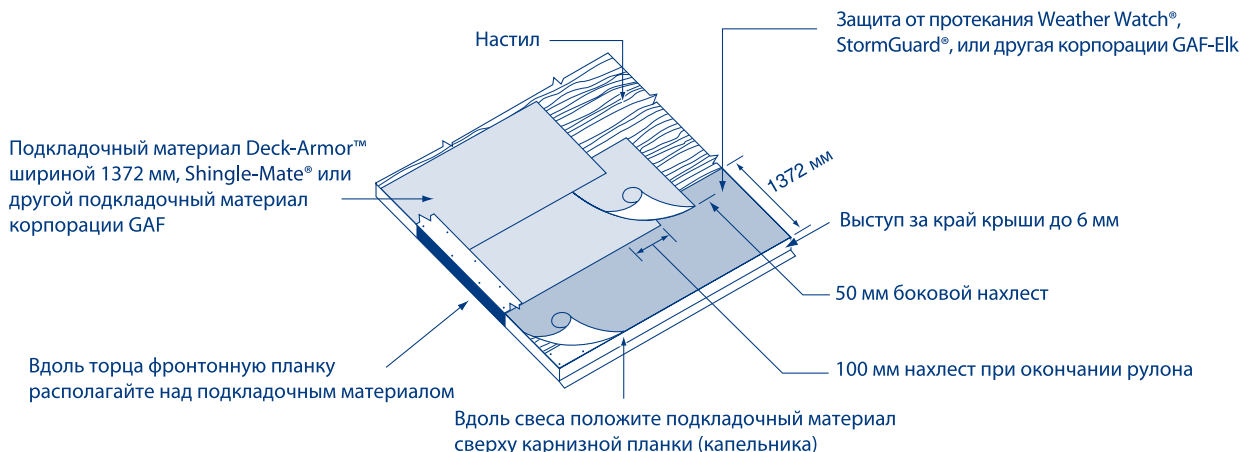 Защита от протекания Weather Watch®,
StormGuard®, или другая корпорации GAF-Elk
Настил
Подкладочный материал Deck-Armor™
шириной 1372 мм, Shingle-Mate® или
другой подкладочный материал
корпорации GAF
1372 мм
Выступ за край крыши до 6 мм
50 мм боковой нахлест
Вдоль торца фронтонную планку
располагайте над подкладочным материалом
100 мм нахлест при окончании рулона
Вдоль свеса положите подкладочный материал
сверху карнизной планки (капельника)